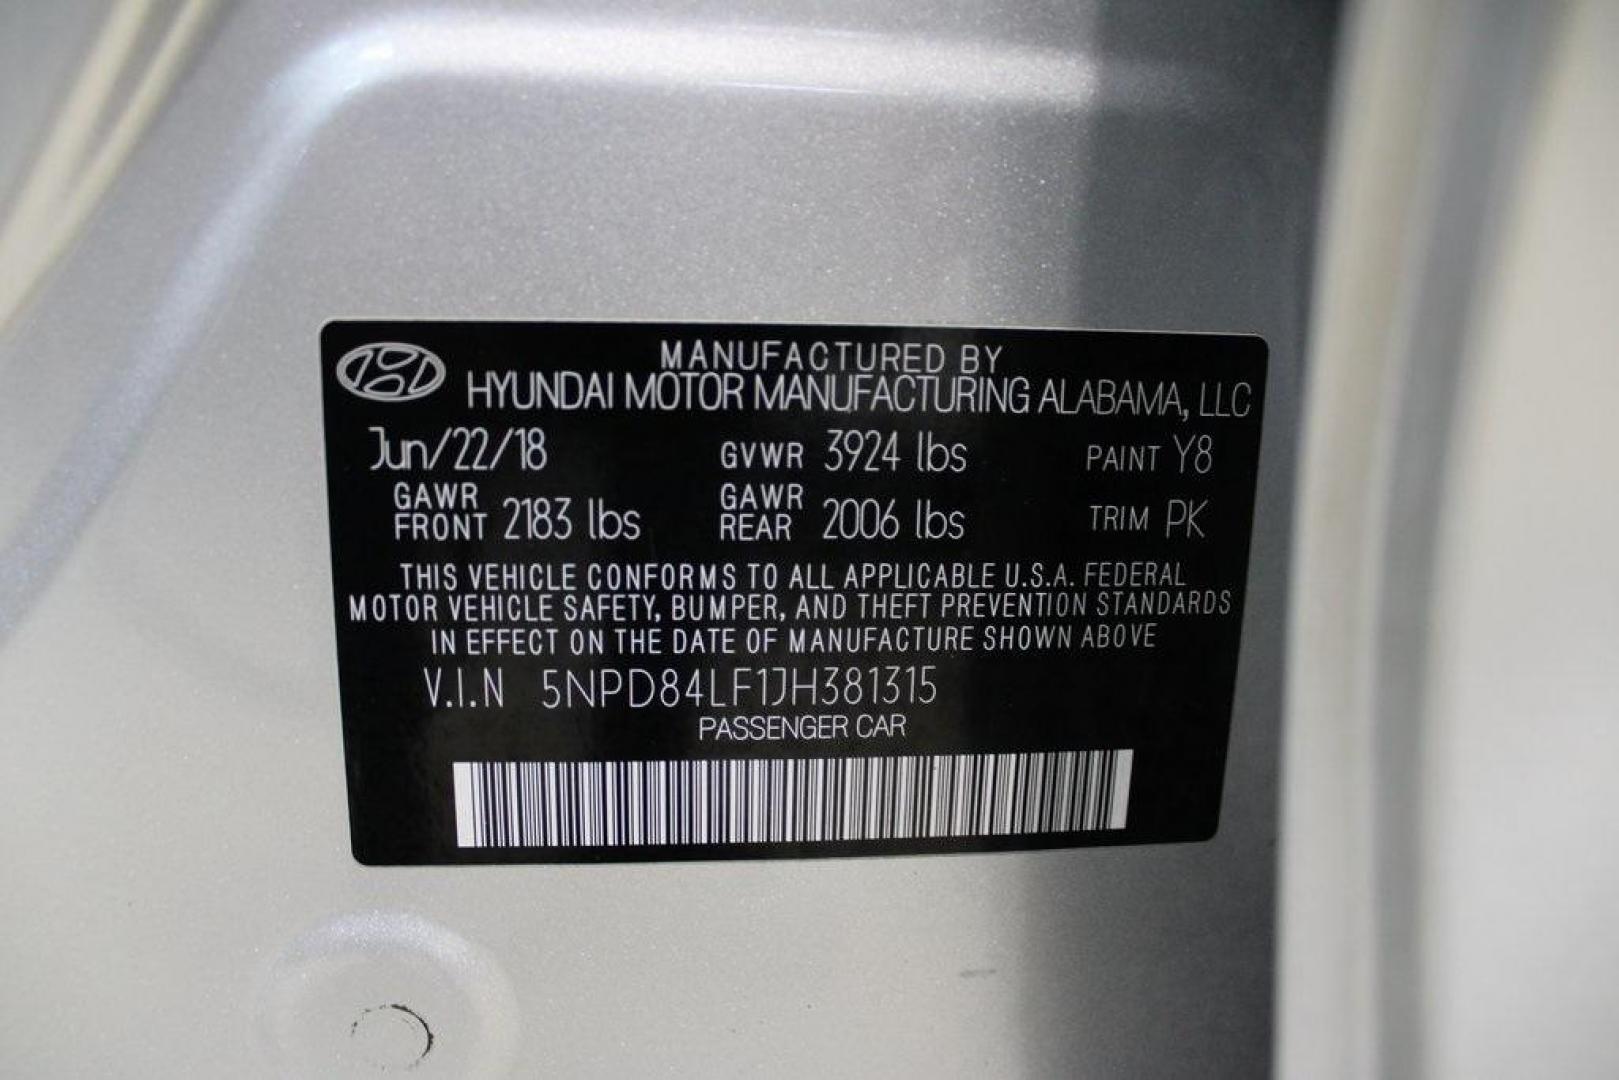 MANUFACTURED BY
HYUNDAI MOTOR MANUFACTURING ALABAMA, LLC
Jun/22/18 GVWR 3924 lbs PAINT Y8
GAWR FRONT 2183 lbs GAWR REAR 2006 lbs TRIM PK
THIS VEHICLE CONFORMS TO ALL APPLICABLE U.S.A. FEDERAL
MOTOR VEHICLE SAFETY, BUMPER, AND THEFT PREVENTION STANDARDS
IN EFFECT ON THE DATE OF MANUFACTURE SHOWN ABOVE
V.I.N 5NPD84LF1JH381315
PASSENGER CAR